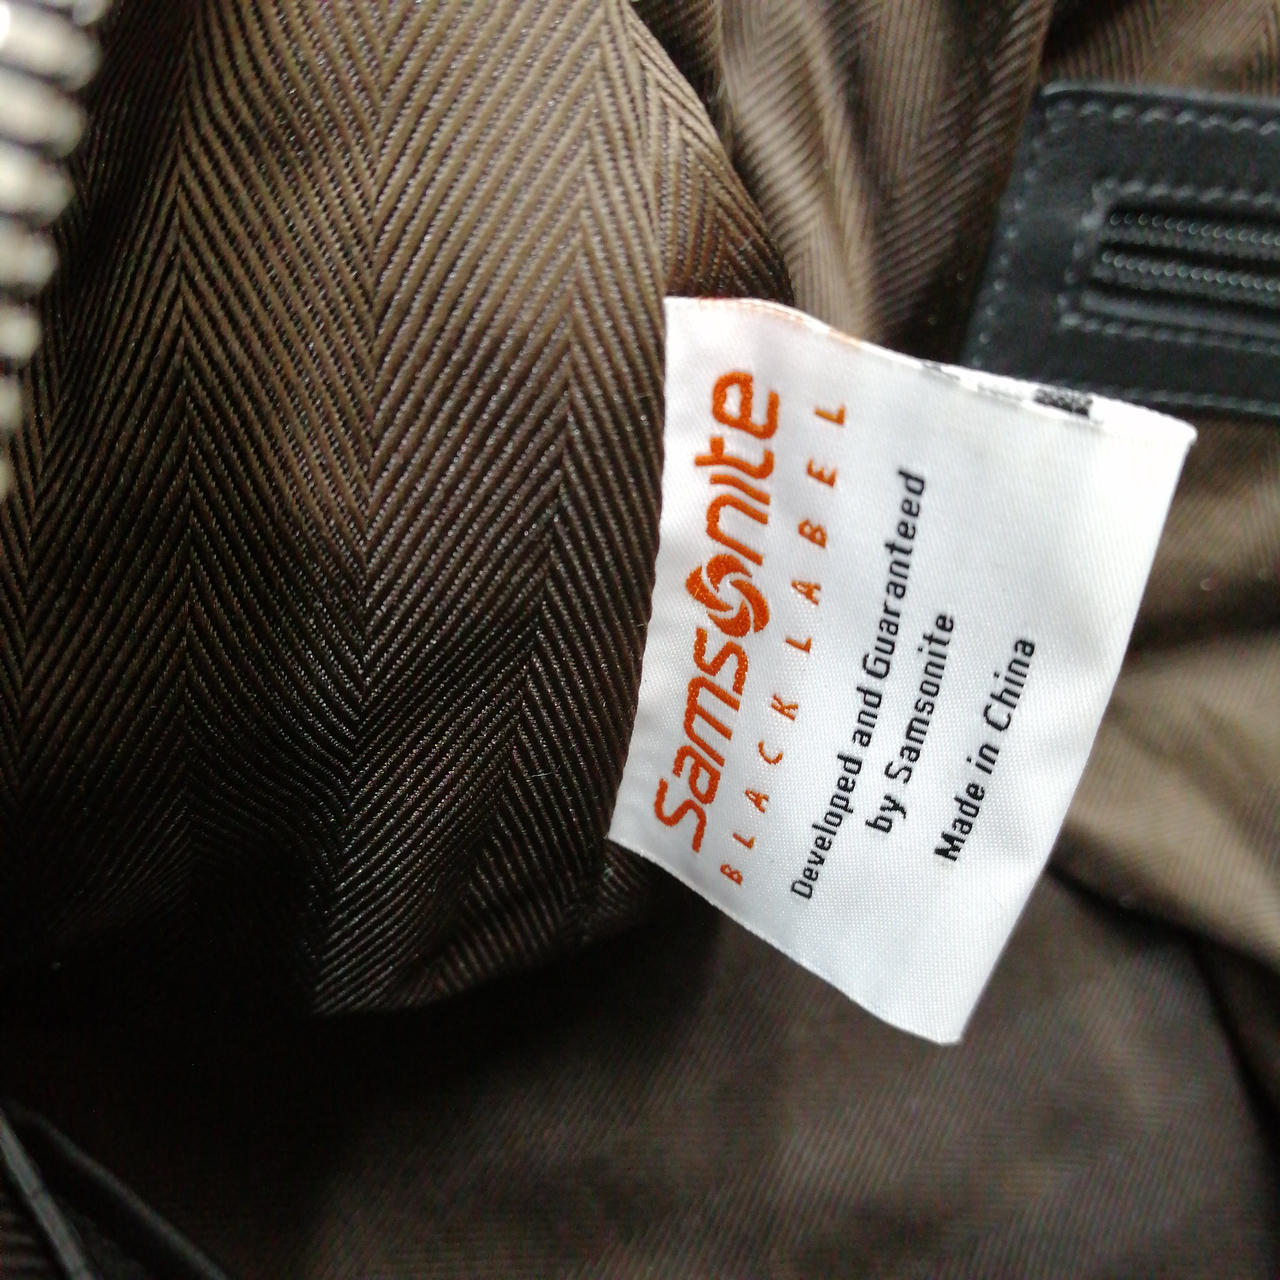 Samsonite
BLACK LABEL
Developed and Guaranteed
by Samsonite
Made in China